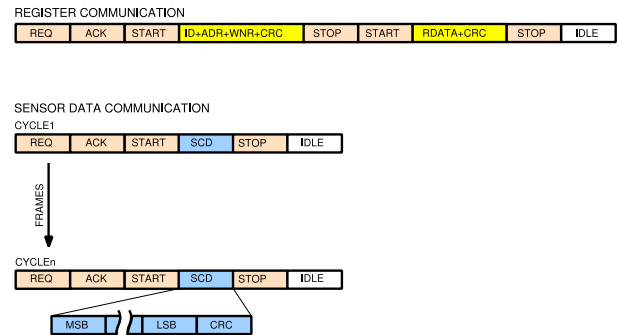 REGISTER COMMUNICATION
REQ ACK START ID+ADR+WNR+CRC STOP START RDATA+CRC STOP IDLE
SENSOR DATA COMMUNICATION
CYCLE1
REQ ACK START SCD STOP IDLE
FRAMES
CYCLEn
REQ ACK START SCD STOP IDLE
MSB LSB CRC